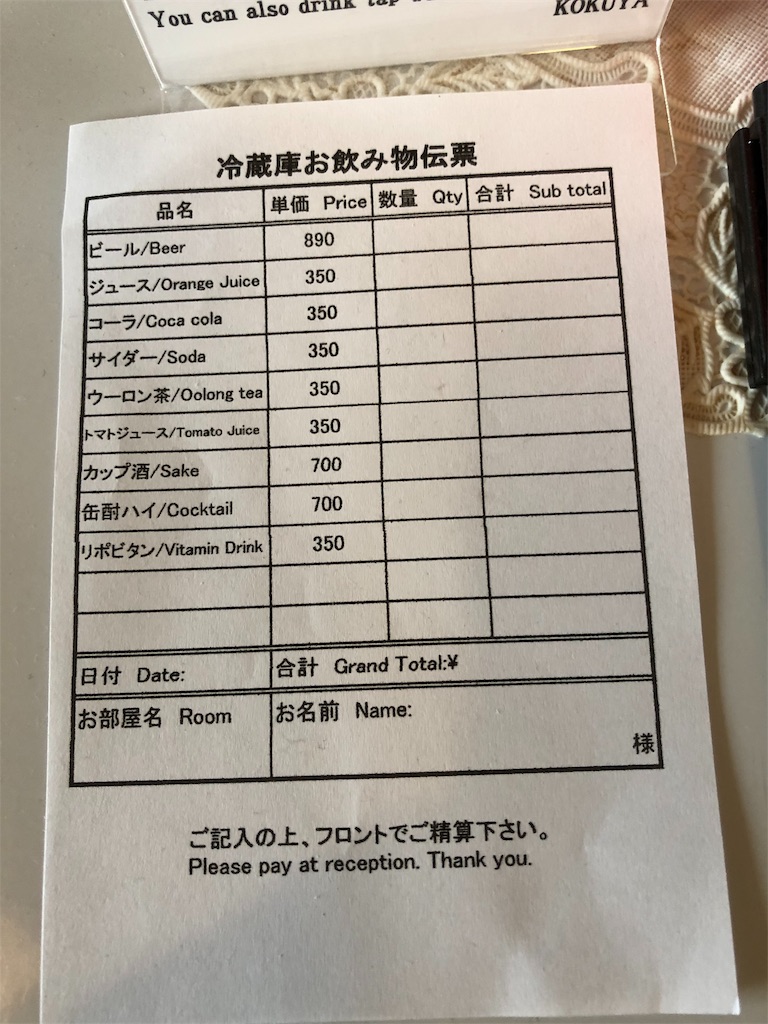 You can also drink tap
KOKUYA
冷蔵庫お飲み物伝票
品名 単価 Price 数量 Qty 合計 Sub total
ビール/Beer 890
ジュース/Orange Juice 350
コーラ/Coca cola 350
サイダー/Soda 350
ウーロン茶/Oolong tea 350
トマトジュース/Tomato Juice 350
カップ酒/Sake 700
缶酎ハイ/Cocktail 700
リポビタン/Vitamin Drink 350
日付 Date: 合計 Grand Total:¥
お部屋名 Room お名前 Name:
様
ご記入の上、フロントでご精算下さい。
Please pay at reception. Thank you.